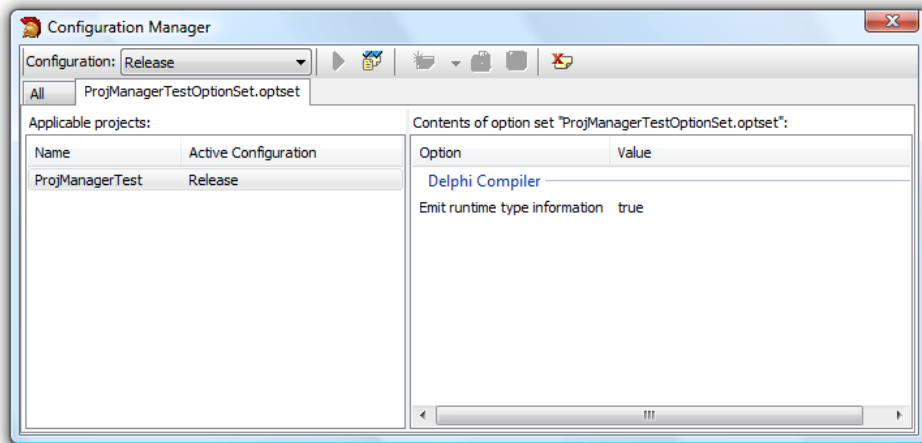 Configuration Manager
Configuration: Release
All ProjManagerTestOptionSet.optset
Applicable projects:
Name Active Configuration
ProjManagerTest Release
Contents of option set "ProjManagerTestOptionSet.optset":
Option Value
Delphi Compiler
Emit runtime type information true